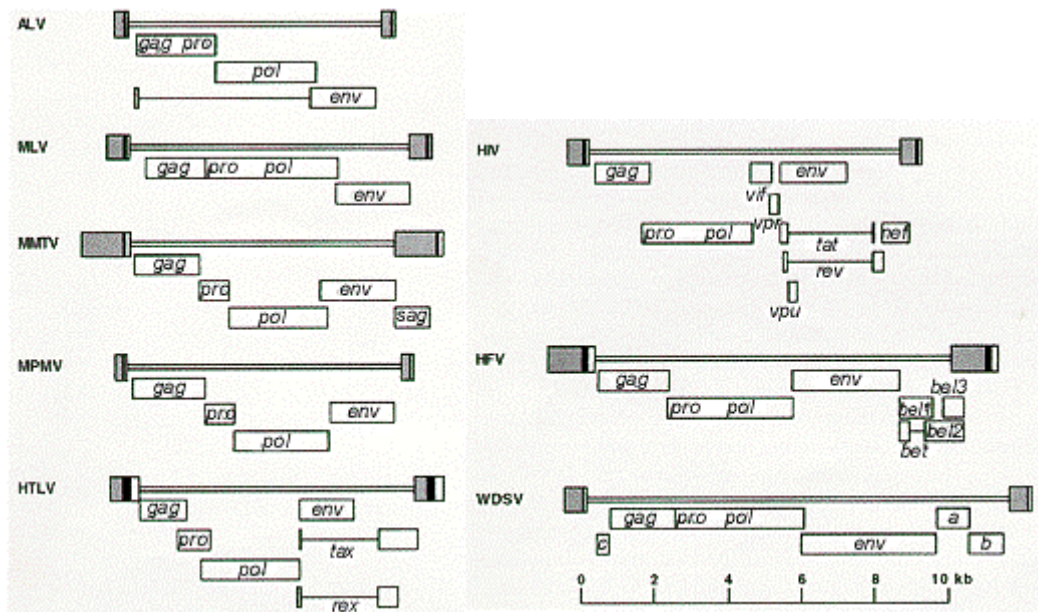 ALV
gag pro
pol
env
MLV
gag pro pol
env
MMTV
gag
pro env
pol sag
MPMV
gag
pro env
pol
HTLV
gag env
pro tax
pol
rex
HIV
gag env
vif
vpr
pro pol tat nef
rev
vpu
HFV
gag env bel3
pro pol bel1
bet bel2
WDSV
gag pro pol a
c env b
0 2 4 6 8 10 kb